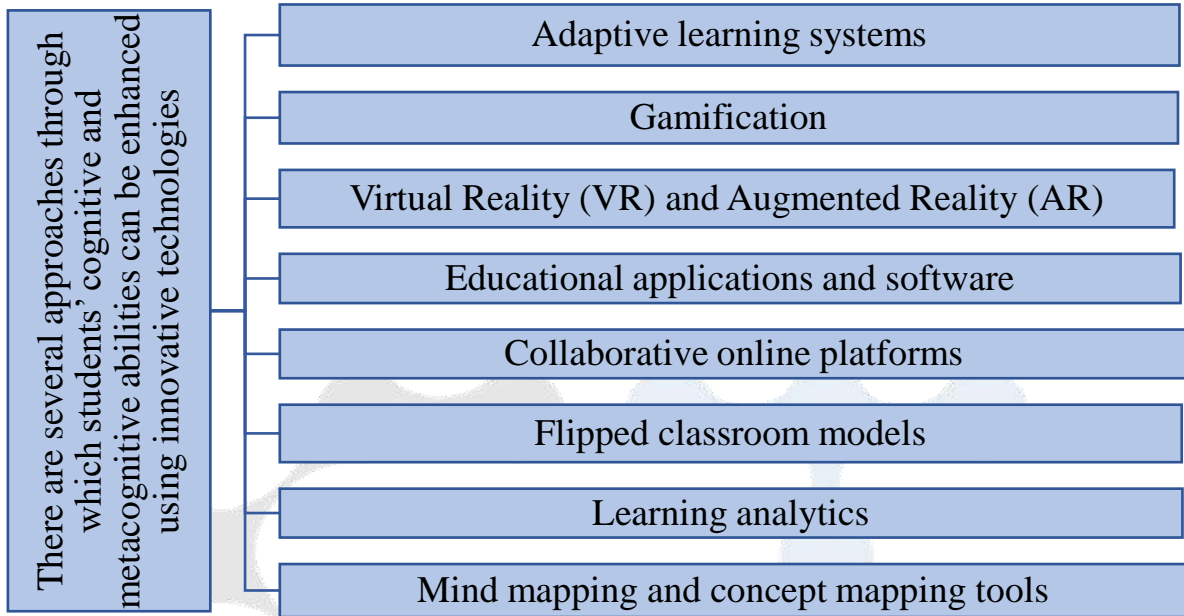 There are several approaches through
which students’ cognitive and
metacognitive abilities can be enhanced
using innovative technologies
Adaptive learning systems
Gamification
Virtual Reality (VR) and Augmented Reality (AR)
Educational applications and software
Collaborative online platforms
Flipped classroom models
Learning analytics
Mind mapping and concept mapping tools